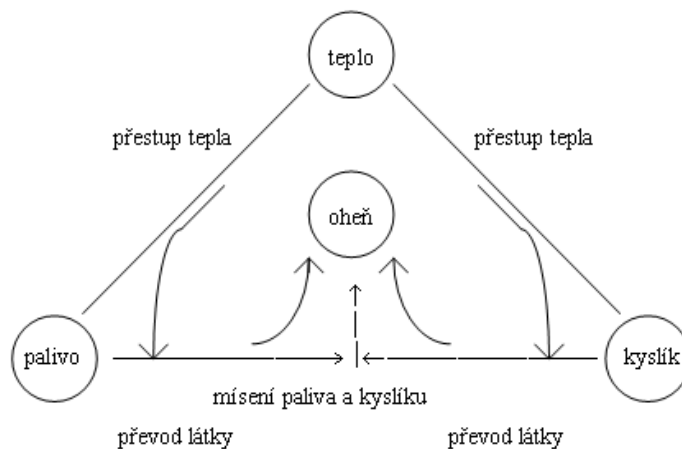 teplo
přestup tepla
přestup tepla
oheň
palivo
kyslík
mísení paliva a kyslíku
převod látky
převod látky